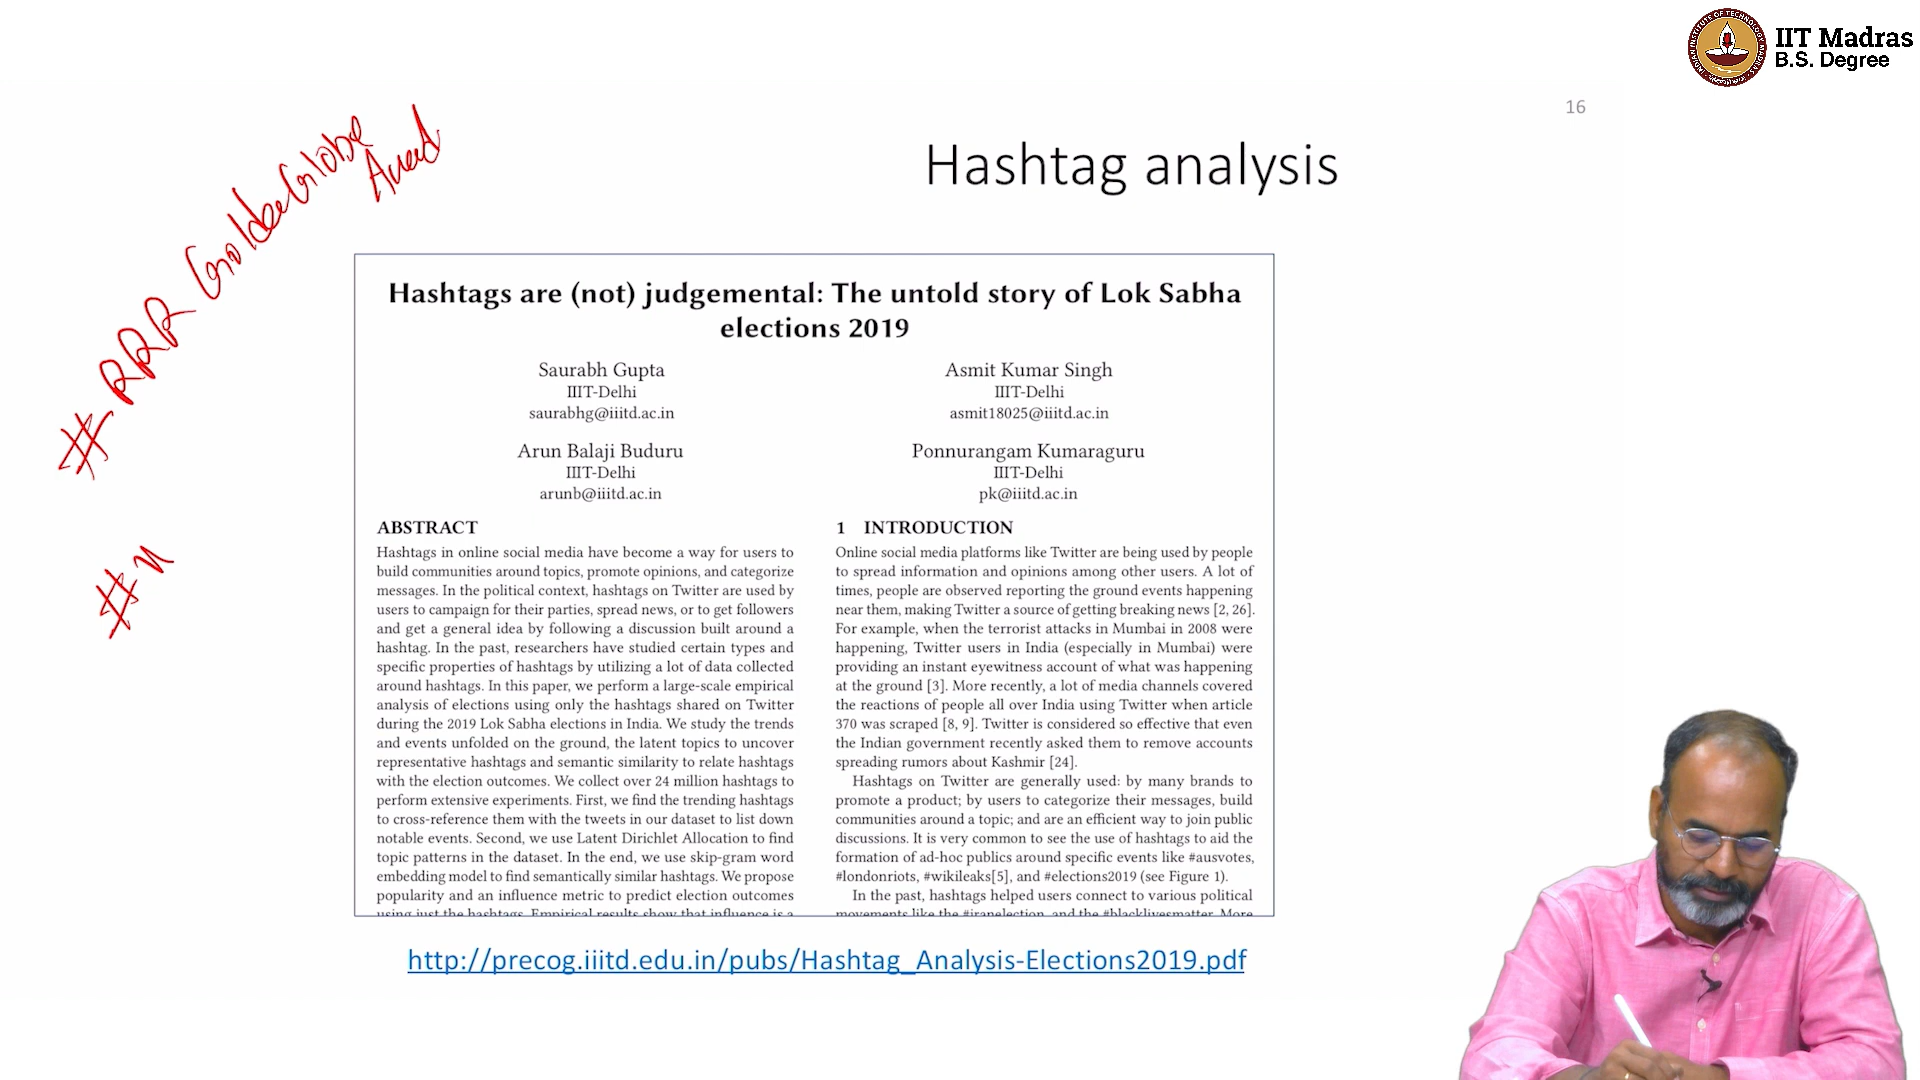 IIT Madras
B.S. Degree
16
Hashtag analysis
# RRR
# n
Hashtags are (not) judgemental: The untold story of Lok Sabha
elections 2019
Saurabh Gupta
IIIT-Delhi
saurabhg@iiitd.ac.in
Asmit Kumar Singh
IIIT-Delhi
asmit18025@iiitd.ac.in
Arun Balaji Buduru
IIIT-Delhi
arunb@iiitd.ac.in
Ponnurangam Kumaraguru
IIIT-Delhi
pk@iiitd.ac.in
ABSTRACT
Hashtags in online social media have become a way for users to
build communities around topics, promote opinions, and categorize
messages. In the political context, hashtags on Twitter are used by
users to campaign for their parties, spread news, or to get followers
and get a general idea by following a discussion built around a
hashtag. In the past, researchers have studied certain types and
specific properties of hashtags by utilizing a lot of data collected
around hashtags. In this paper, we perform a large-scale empirical
analysis of elections using only the hashtags shared on Twitter
during the 2019 Lok Sabha elections in India. We study the trends
and events unfolded on the ground, the latent topics to uncover
representative hashtags and semantic similarity to relate hashtags
with the election outcomes. We collect over 24 million hashtags to
perform extensive experiments. First, we find the trending hashtags
to cross-reference them with the tweets in our dataset to list down
notable events. Second, we use Latent Dirichlet Allocation to find
topic patterns in the dataset. In the end, we use skip-gram word
embedding model to find semantically similar hashtags. We propose
popularity and an influence metric to predict election outcomes
using just the hashtags. Empirical results show that influence is a
1 INTRODUCTION
Online social media platforms like Twitter are being used by people
to spread information and opinions among other users. A lot of
times, people are observed reporting the ground events happening
near them, making Twitter a source of getting breaking news [2, 26].
For example, when the terrorist attacks in Mumbai in 2008 were
happening, Twitter users in India (especially in Mumbai) were
providing an instant eyewitness account of what was happening
at the ground [3]. More recently, a lot of media channels covered
the reactions of people all over India using Twitter when article
370 was scraped [8, 9]. Twitter is considered so effective that even
the Indian government recently asked them to remove accounts
spreading rumors about Kashmir [24].
Hashtags on Twitter are generally used: by many brands to
promote a product; by users to categorize their messages, build
communities around a topic; and are an efficient way to join public
discussions. It is very common to see the use of hashtags to aid the
formation of ad-hoc publics around specific events like #ausvotes,
#londonriots, #wikileaks[5], and #elections2019 (see Figure 1).
In the past, hashtags helped users connect to various political
movements like the #iranelection, and the #blacklivesmatter. More
http://precog.iiitd.edu.in/pubs/Hashtag_Analysis-Elections2019.pdf